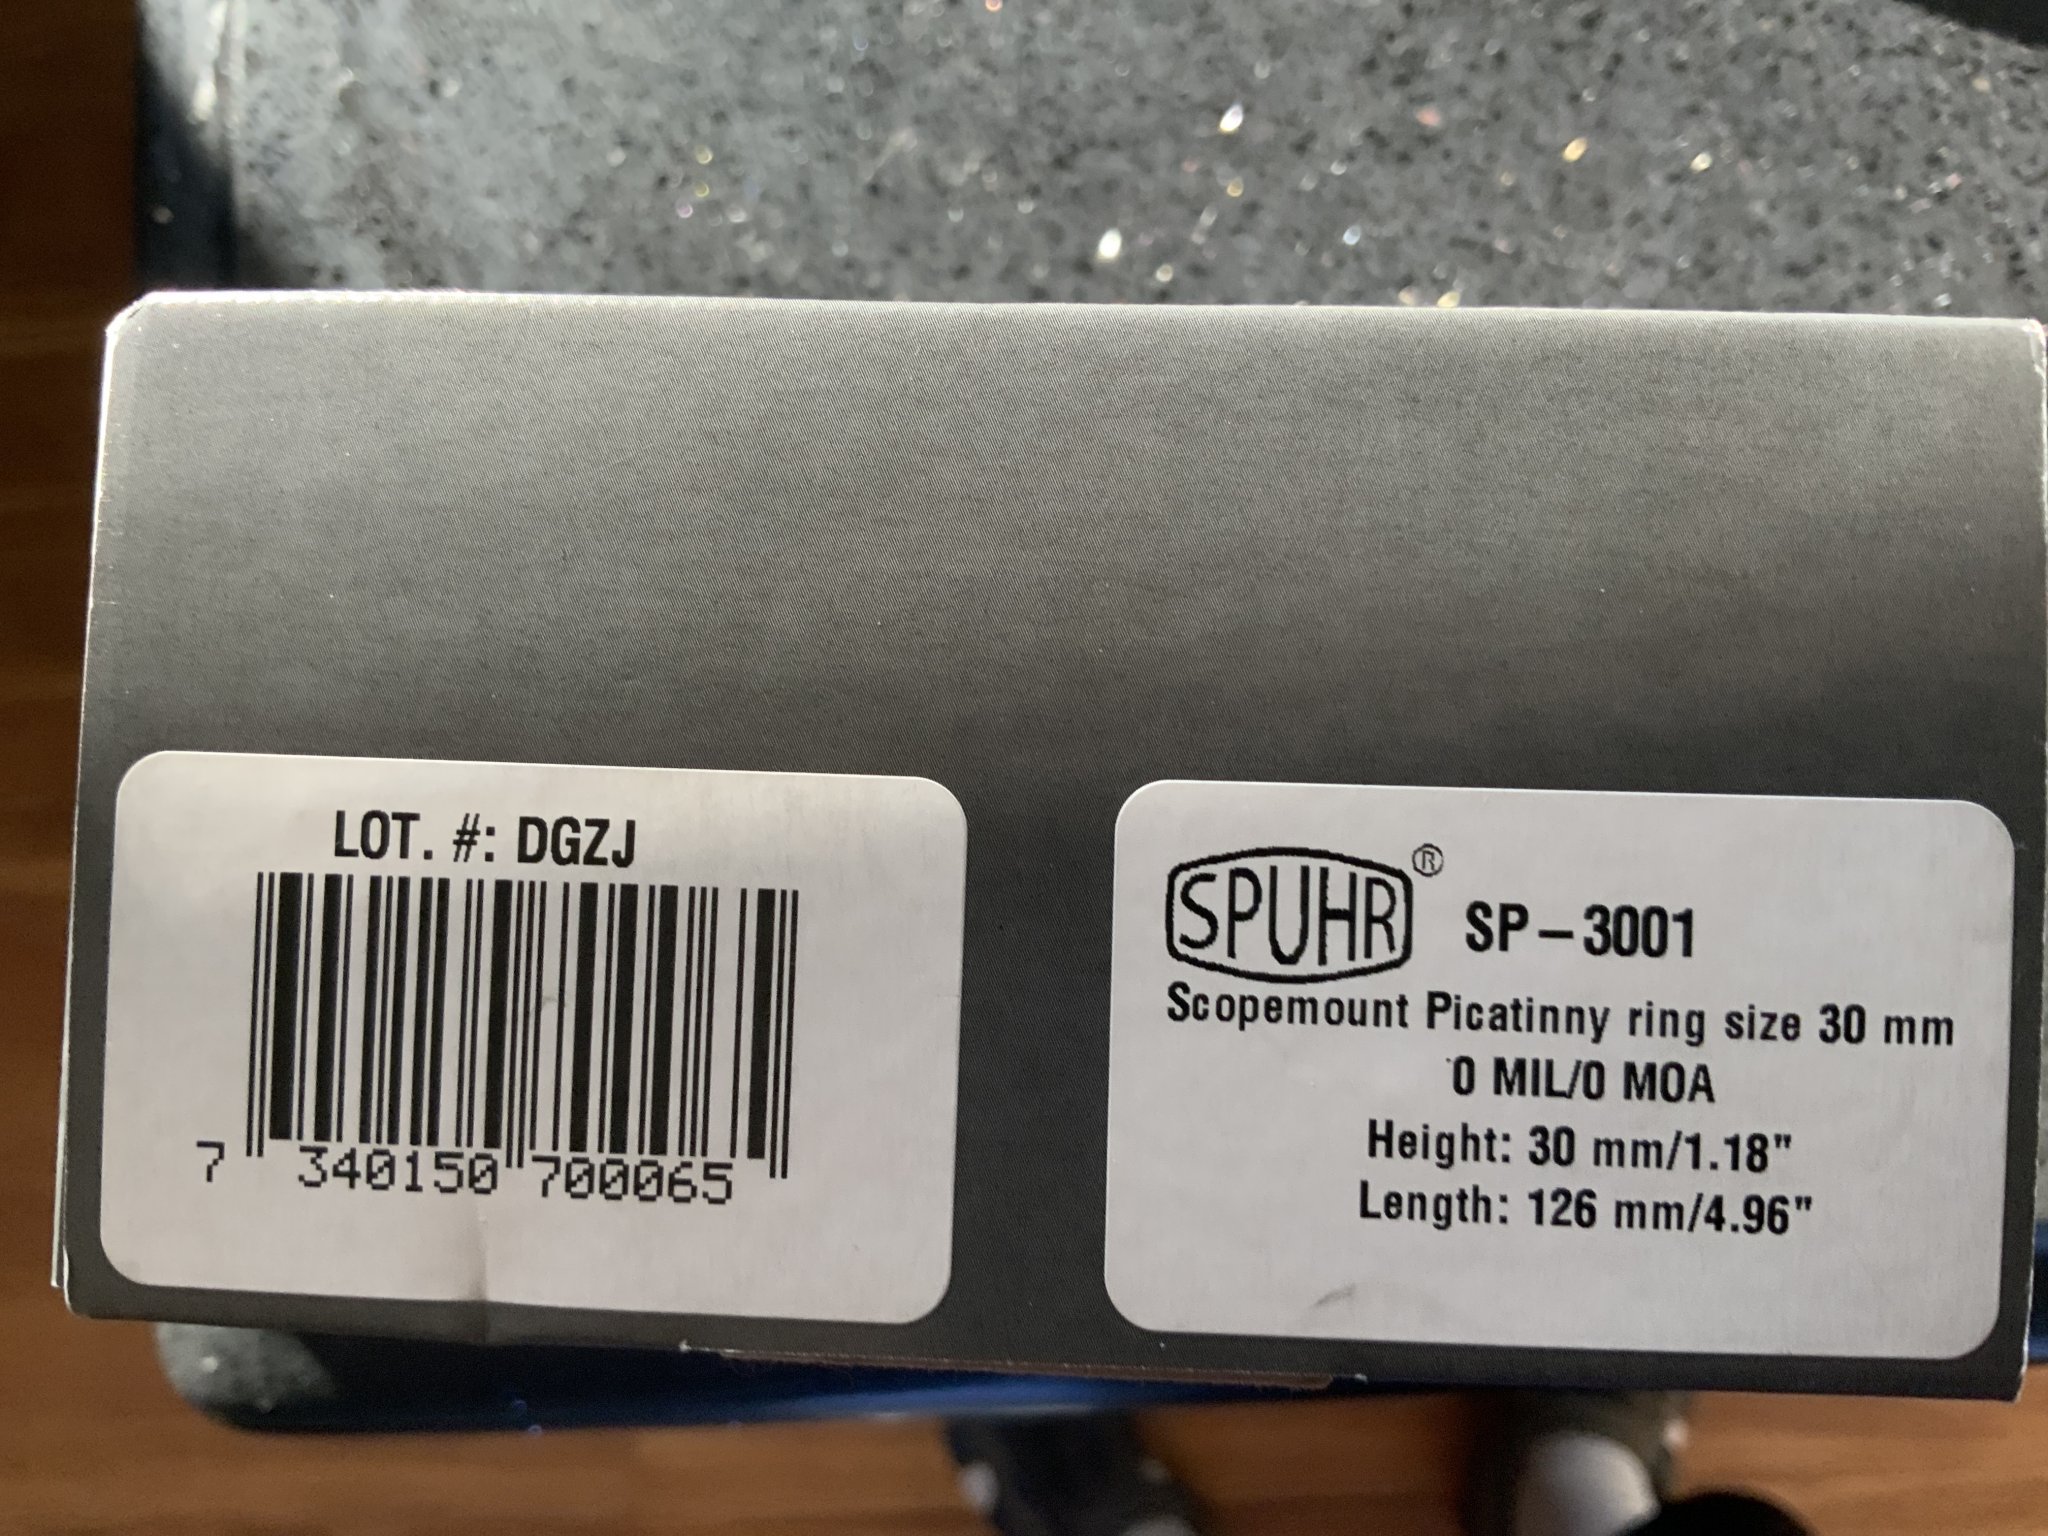 LOT. #: DGZJ
7 340150 700065
SPUHR® SP-3001
Scopemount Picatinny ring size 30 mm
0 MIL/0 MOA
Height: 30 mm/1.18"
Length: 126 mm/4.96"